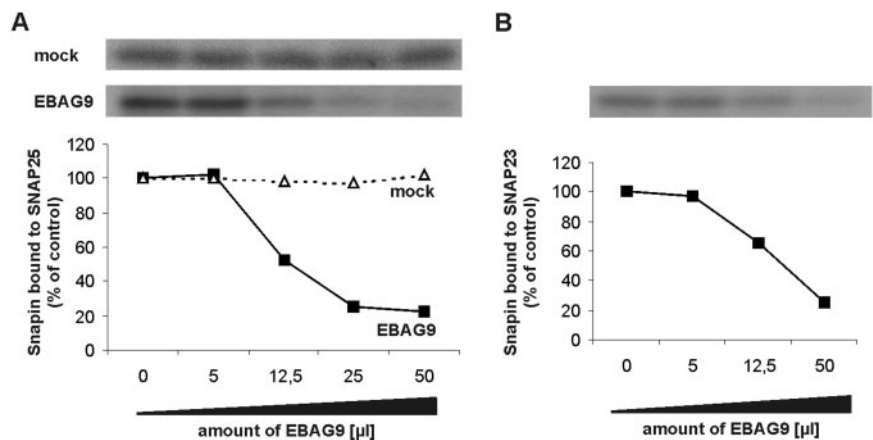 A
mock
EBAG9
Snapin bound to SNAP25
(% of control)
120
100
80
60
40
20
0
mock
EBAG9
0 5 12,5 25 50
amount of EBAG9 [µl]
B
Snapin bound to SNAP23
(% of control)
120
100
80
60
40
20
0
0 5 12,5 50
amount of EBAG9 [µl]